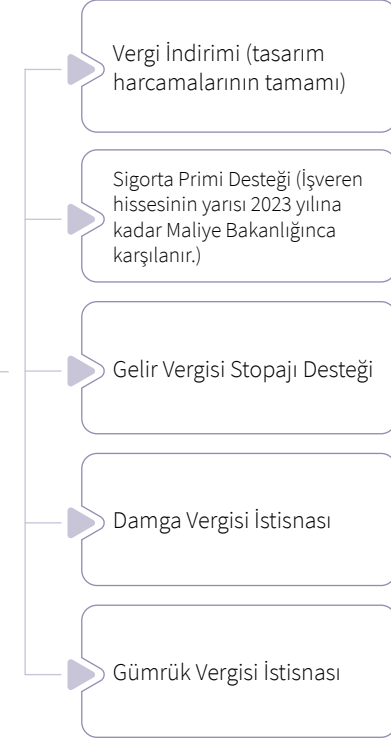 Vergi İndirimi (tasarım
harcamalarının tamamı)
Sigorta Primi Desteği (İşveren
hissesinin yarısı 2023 yılına
kadar Maliye Bakanlığınca
karşılanır.)
Gelir Vergisi Stopajı Desteği
Damga Vergisi İstisnası
Gümrük Vergisi İstisnası